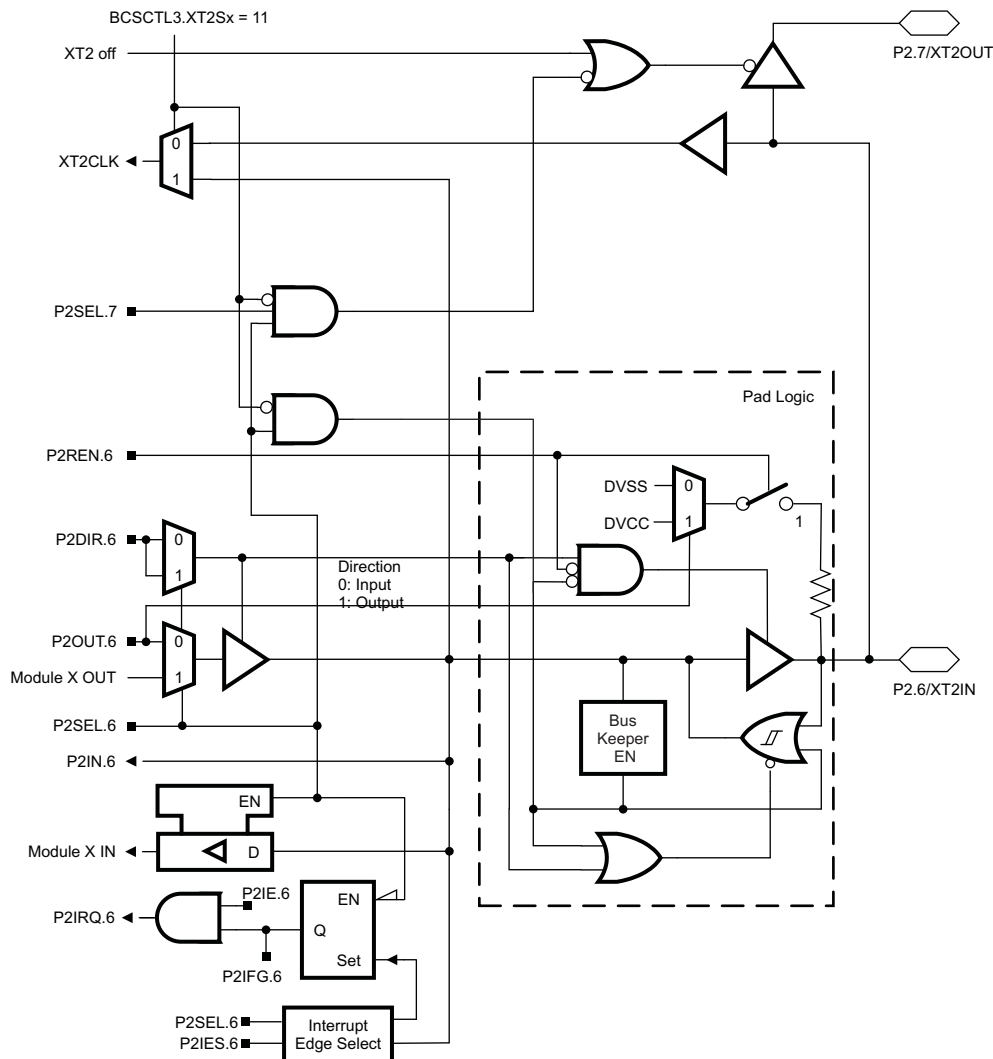 BCSCTL3.XT2Sx = 11
XT2 off
P2.7/XT2OUT
0
XT2CLK
1
P2SEL.7
Pad Logic
P2REN.6
DVSS
0
DVCC
1
1
P2DIR.6
0
1
Direction
0: Input
1: Output
P2OUT.6
0
Module X OUT
1
P2.6/XT2IN
P2SEL.6
Bus
Keeper
EN
P2IN.6
EN
Module X IN
D
P2IE.6
EN
P2IRQ.6
Q
P2IFG.6
Set
P2SEL.6
P2IES.6
Interrupt
Edge Select